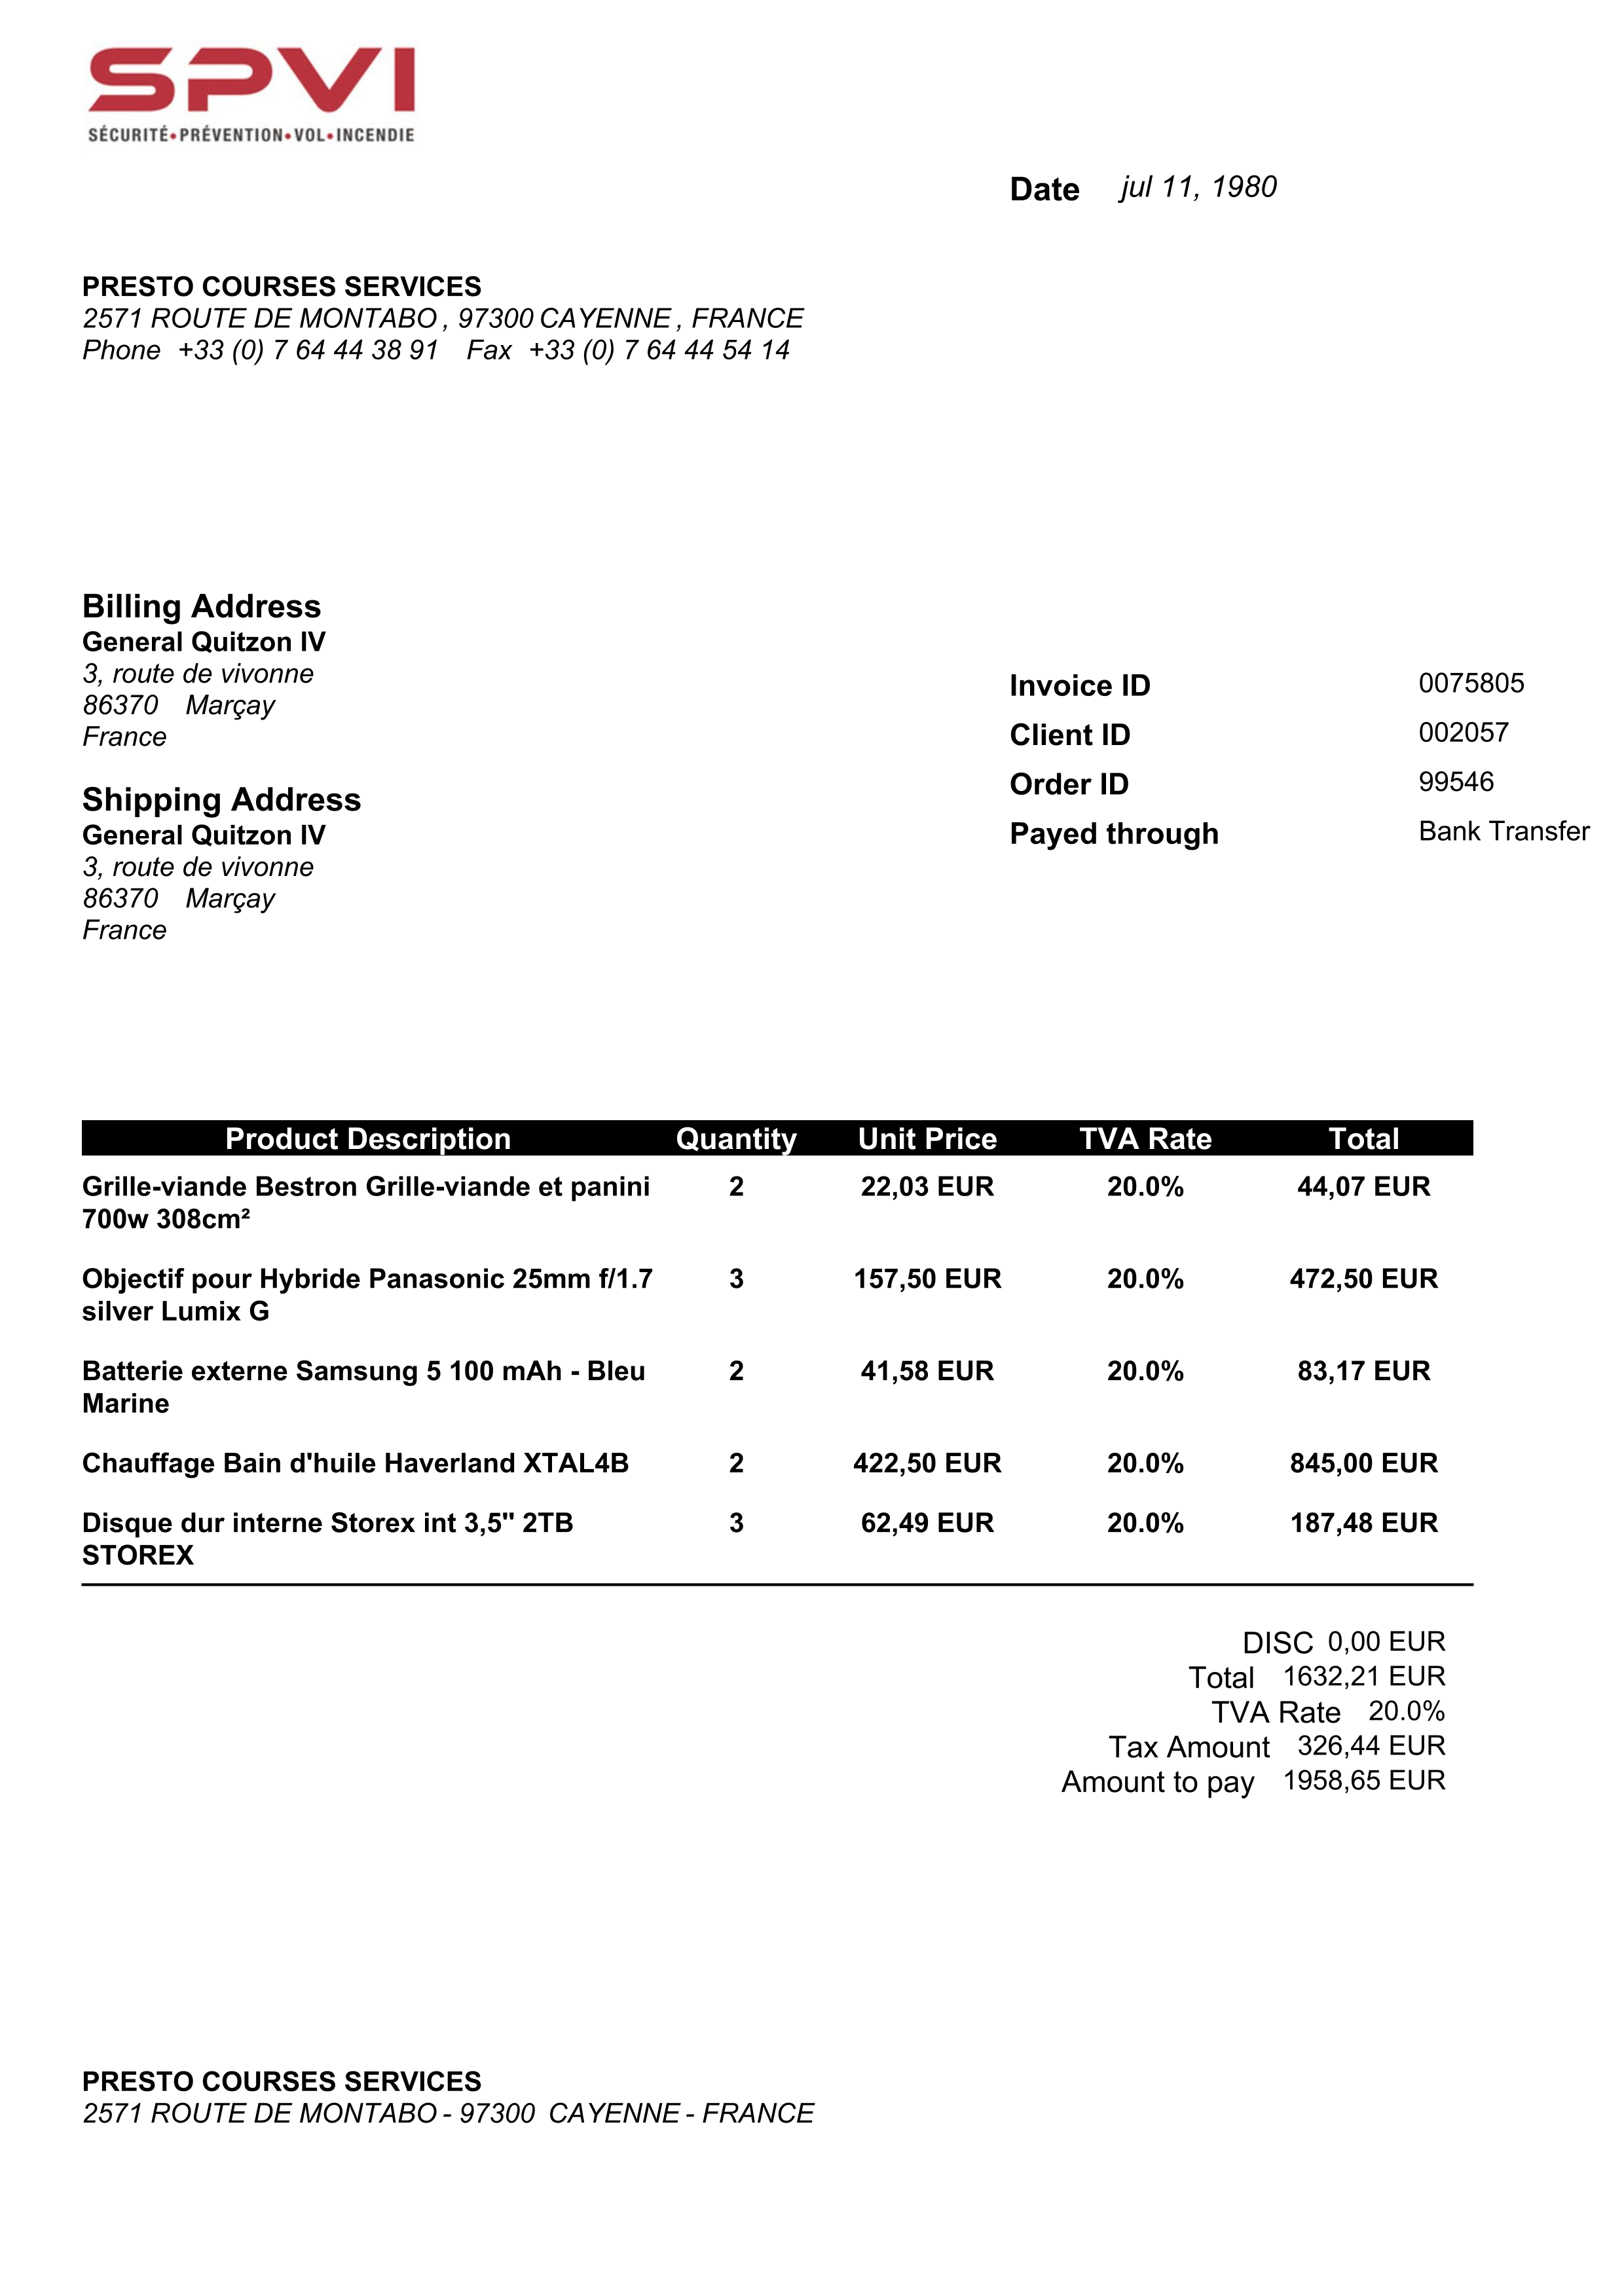 SPVI
SÉCURITÉ•PRÉVENTION•VOL•INCENDIE
Date jul 11, 1980
PRESTO COURSES SERVICES
2571 ROUTE DE MONTABO , 97300 CAYENNE , FRANCE
Phone +33 (0) 7 64 44 38 91 Fax +33 (0) 7 64 44 54 14
Billing Address
General Quitzon IV
3, route de vivonne
86370 Marçay
France
Shipping Address
General Quitzon IV
3, route de vivonne
86370 Marçay
France
Invoice ID 0075805
Client ID 002057
Order ID 99546
Payed through Bank Transfer
Product Description Quantity Unit Price TVA Rate Total
Grille-viande Bestron Grille-viande et panini 2 22,03 EUR 20.0% 44,07 EUR
700w 308cm²
Objectif pour Hybride Panasonic 25mm f/1.7 3 157,50 EUR 20.0% 472,50 EUR
silver Lumix G
Batterie externe Samsung 5 100 mAh - Bleu 2 41,58 EUR 20.0% 83,17 EUR
Marine
Chauffage Bain d'huile Haverland XTAL4B 2 422,50 EUR 20.0% 845,00 EUR
Disque dur interne Storex int 3,5" 2TB 3 62,49 EUR 20.0% 187,48 EUR
STOREX
DISC 0,00 EUR
Total 1632,21 EUR
TVA Rate 20.0%
Tax Amount 326,44 EUR
Amount to pay 1958,65 EUR
PRESTO COURSES SERVICES
2571 ROUTE DE MONTABO - 97300 CAYENNE - FRANCE